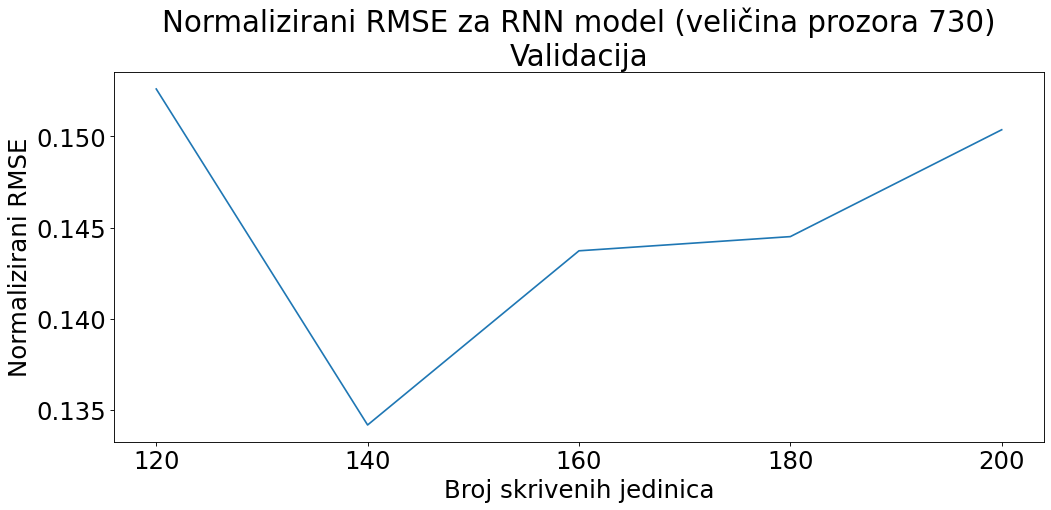 Normalizirani RMSE za RNN model (veličina prozora 730)
Validacija
Normalizirani RMSE
0.150
0.145
0.140
0.135
120 140 160 180 200
Broj skrivenih jedinica